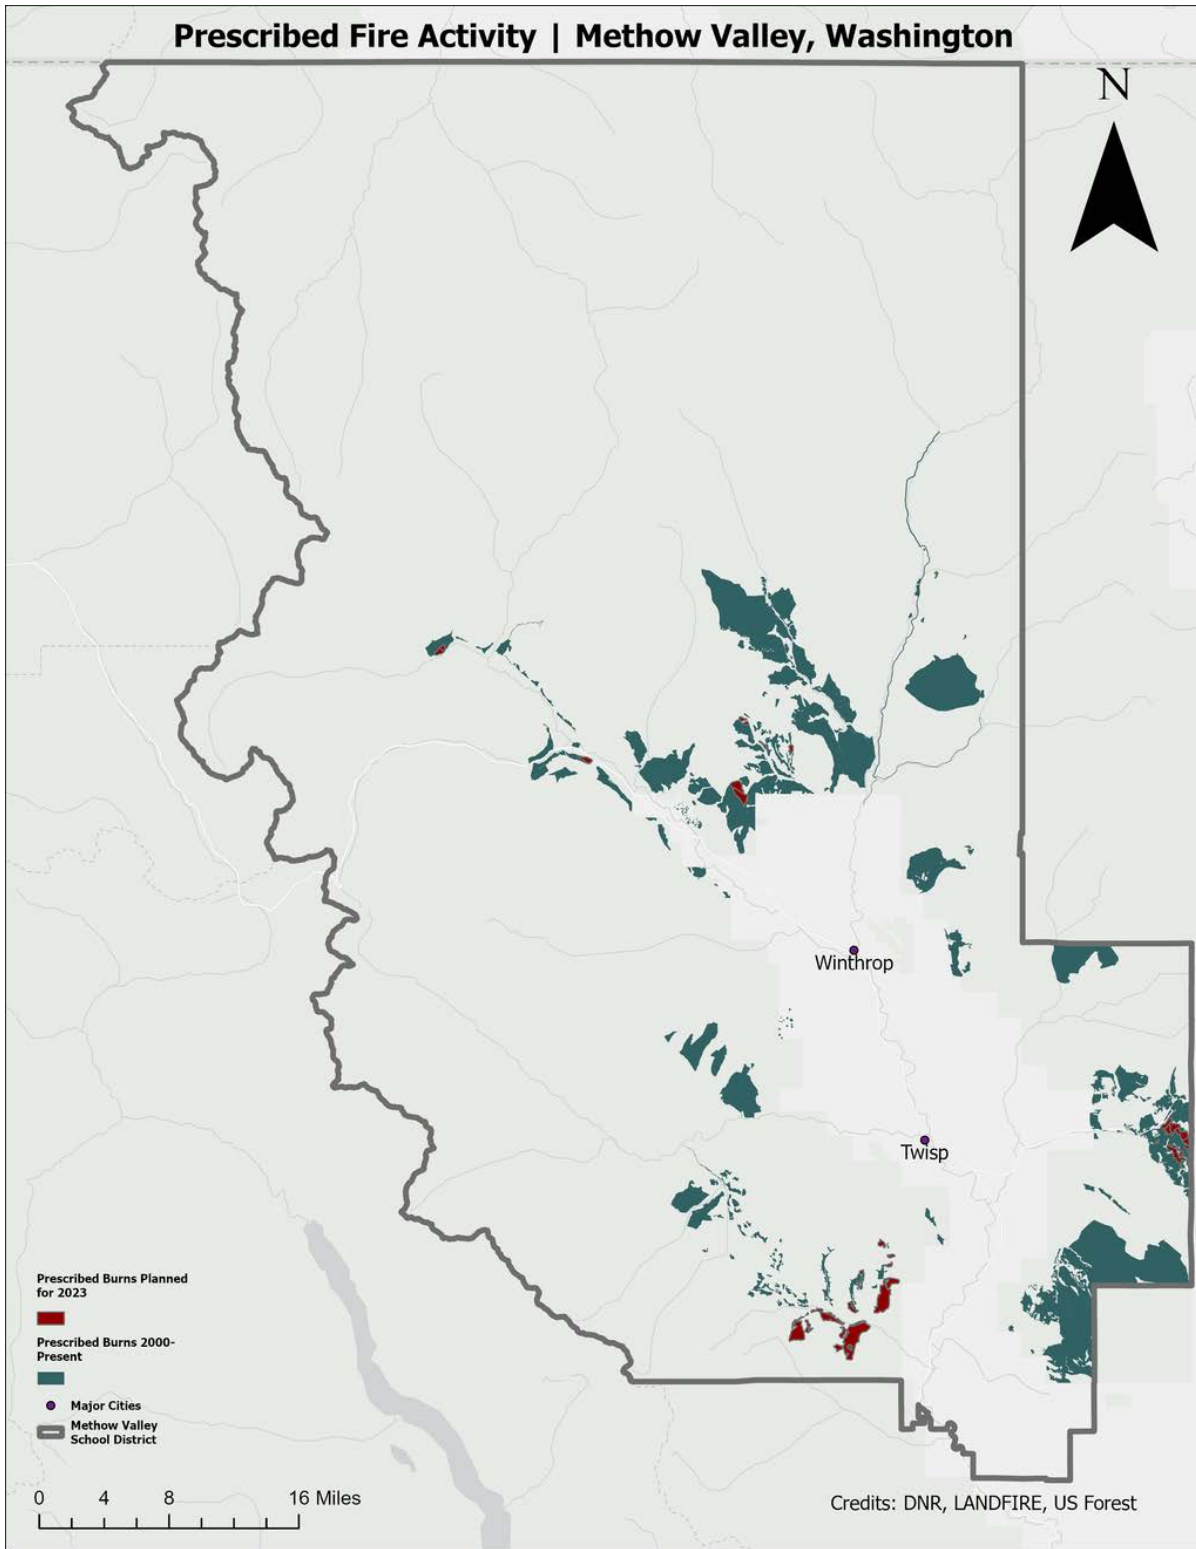 Prescribed Fire Activity | Methow Valley, Washington
N
Winthrop
Twisp
Prescribed Burns Planned
for 2023
Prescribed Burns 2000-
Present
Major Cities
Methow Valley
School District
0 4 8 16 Miles
Credits: DNR, LANDFIRE, US Forest